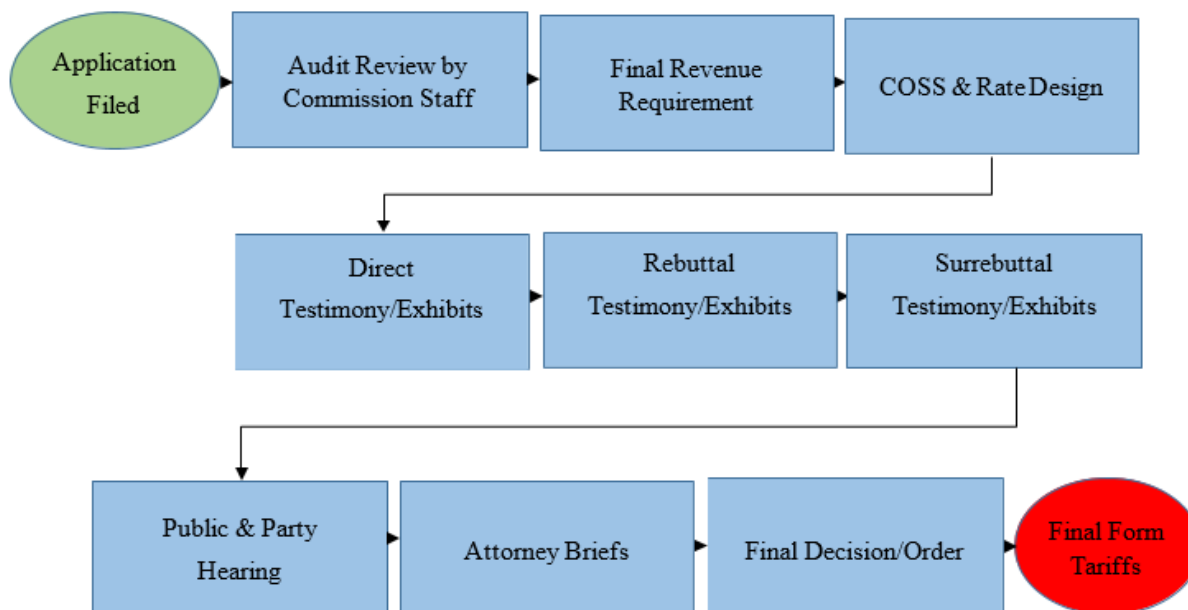 Application
Filed
Audit Review by
Commission Staff
Final Revenue
Requirement
COSS & Rate Design
Direct
Testimony/Exhibits
Rebuttal
Testimony/Exhibits
Surrebuttal
Testimony/Exhibits
Public & Party
Hearing
Attorney Briefs
Final Decision/Order
Final Form
Tariffs